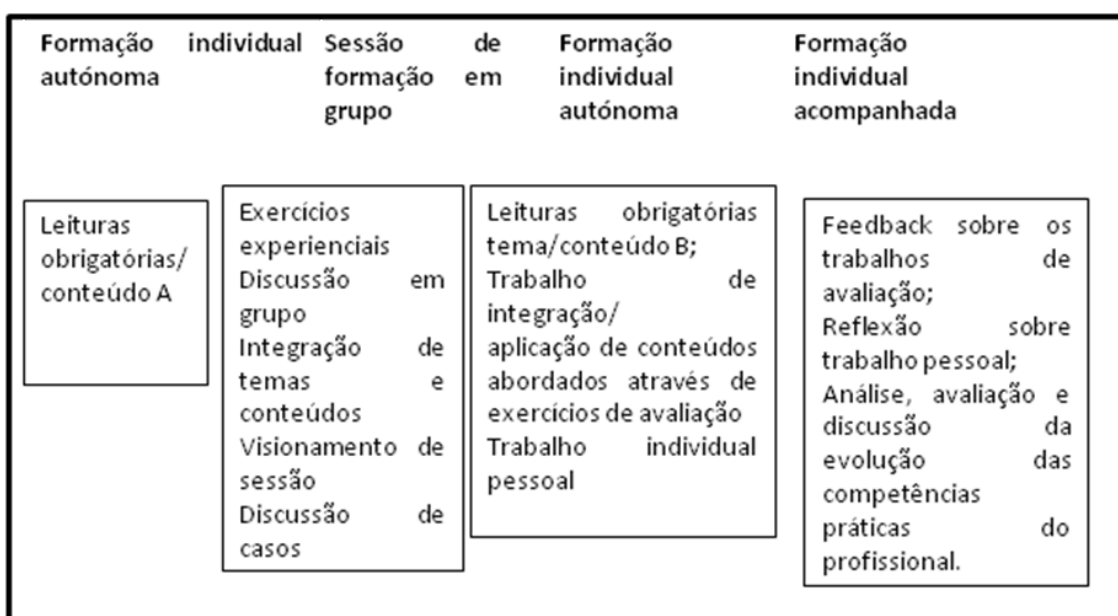 Formação individual autónoma
Sessão de formação em grupo
Formação individual autónoma
Formação individual acompanhada
Leituras
obrigatórias/
conteúdo A
Exercícios
experienciais
Discussão em
grupo
Integração de
temas e
conteúdos
Visionamento de
sessão
Discussão de
casos
Leituras obrigatórias
tema/conteúdo B;
Trabalho de
integração/
aplicação de conteúdos
abordados através de
exercícios de avaliação
Trabalho individual
pessoal
Feedback sobre os
trabalhos de
avaliação;
Reflexão sobre
trabalho pessoal;
Análise, avaliação e
discussão da
evolução das
competências
práticas do
profissional.